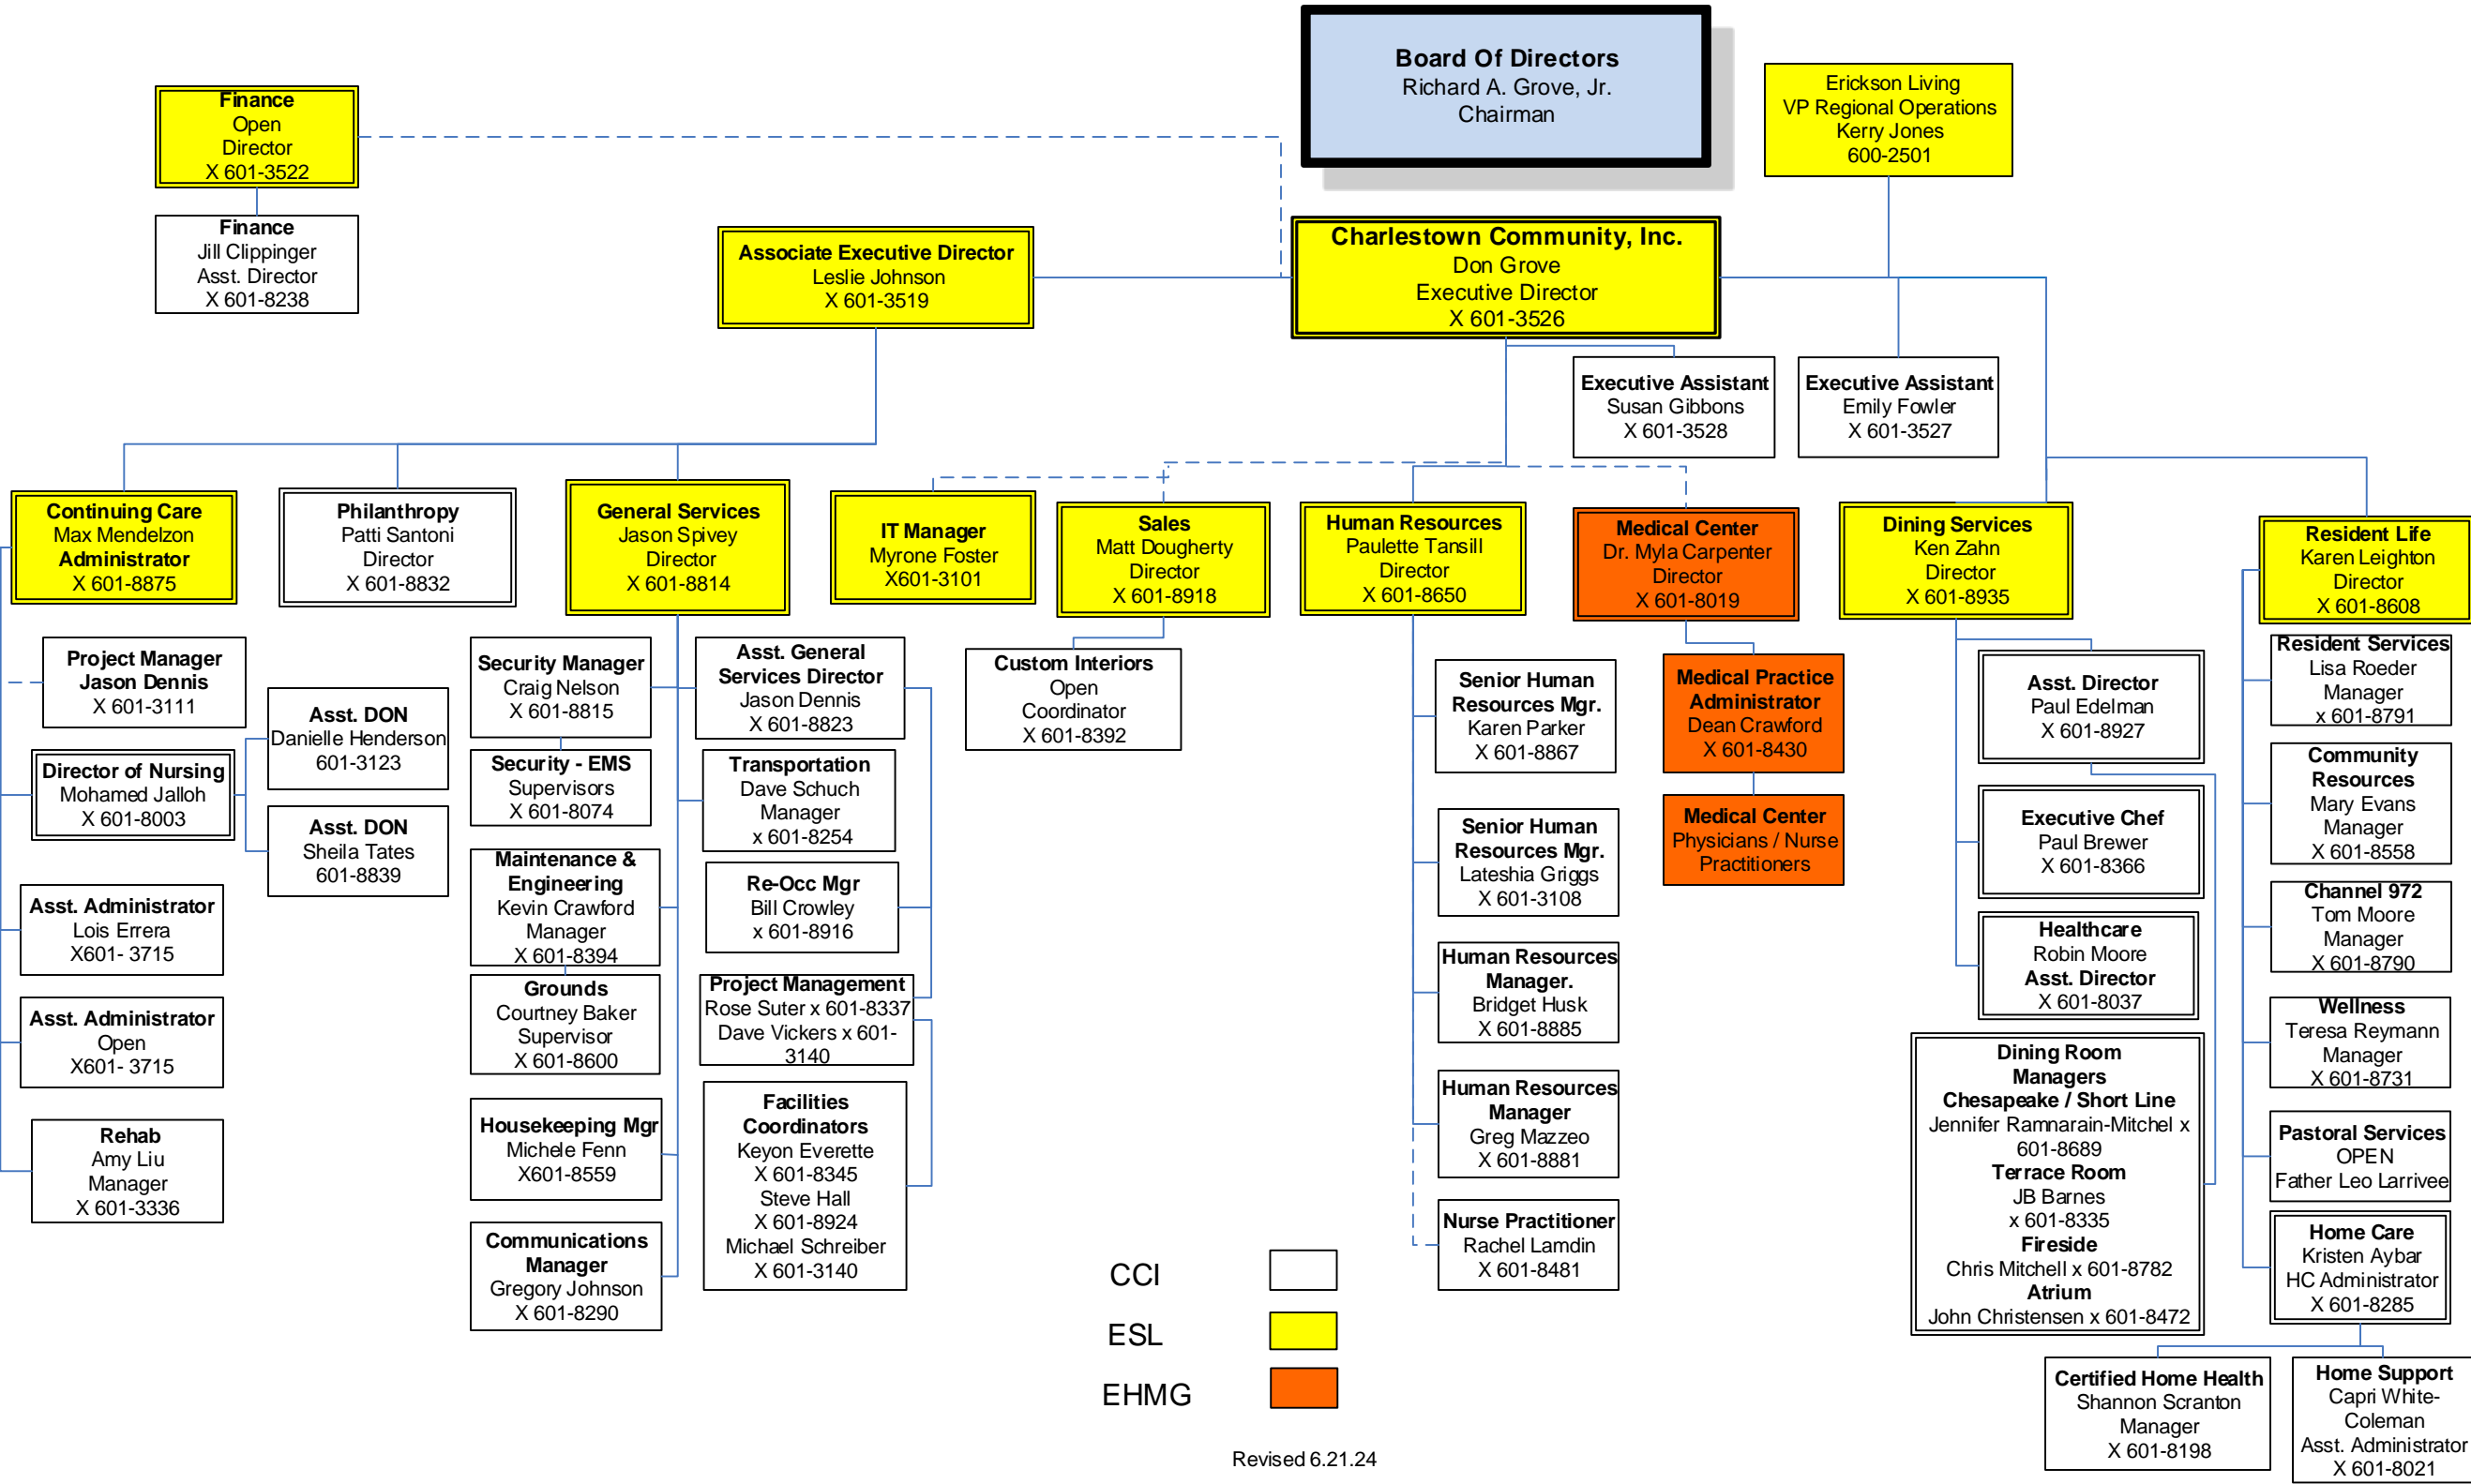 Board Of Directors
Richard A. Grove, Jr.
Chairman
Erickson Living
VP Regional Operations
Kerry Jones
600-2501
Finance
Open
Director
X 601-3522
Finance
Jill Clippinger
Asst. Director
X 601-8238
Associate Executive Director
Leslie Johnson
X 601-3519
Charlestown Community, Inc.
Don Grove
Executive Director
X 601-3526
Executive Assistant
Susan Gibbons
X 601-3528
Executive Assistant
Emily Fowler
X 601-3527
Continuing Care
Max Mendelzon
Administrator
X 601-8875
Philanthropy
Patti Santoni
Director
X 601-8832
General Services
Jason Spivey
Director
X 601-8814
IT Manager
Myrone Foster
X601-3101
Sales
Matt Dougherty
Director
X 601-8918
Human Resources
Paulette Tansill
Director
X 601-8650
Medical Center
Dr. Myla Carpenter
Director
X 601-8019
Dining Services
Ken Zahn
Director
X 601-8935
Resident Life
Karen Leighton
Director
X 601-8608
Project Manager
Jason Dennis
X 601-3111
Director of Nursing
Mohamed Jalloh
X 601-8003
Asst. DON
Danielle Henderson
601-3123
Asst. DON
Sheila Tates
601-8839
Asst. Administrator
Lois Errera
X601- 3715
Asst. Administrator
Open
X601- 3715
Rehab
Amy Liu
Manager
X 601-3336
Security Manager
Craig Nelson
X 601-8815
Security - EMS
Supervisors
X 601-8074
Maintenance &
Engineering
Kevin Crawford
Manager
X 601-8394
Grounds
Courtney Baker
Supervisor
X 601-8600
Housekeeping Mgr
Michele Fenn
X601-8559
Communications
Manager
Gregory Johnson
X 601-8290
Asst. General
Services Director
Jason Dennis
X 601-8823
Transportation
Dave Schuch
Manager
x 601-8254
Re-Occ Mgr
Bill Crowley
x 601-8916
Project Management
Rose Suter x 601-8337
Dave Vickers x 601-
3140
Facilities
Coordinators
Keyon Everette
X 601-8345
Steve Hall
X 601-8924
Michael Schreiber
X 601-3140
Custom Interiors
Open
Coordinator
X 601-8392
Senior Human
Resources Mgr.
Karen Parker
X 601-8867
Senior Human
Resources Mgr.
Lateshia Griggs
X 601-3108
Human Resources
Manager.
Bridget Husk
X 601-8885
Human Resources
Manager
Greg Mazzeo
X 601-8881
Nurse Practitioner
Rachel Lamdin
X 601-8481
Medical Practice
Administrator
Dean Crawford
X 601-8430
Medical Center
Physicians / Nurse
Practitioners
Asst. Director
Paul Edelman
X 601-8927
Executive Chef
Paul Brewer
X 601-8366
Healthcare
Robin Moore
Asst. Director
X 601-8037
Dining Room
Managers
Chesapeake / Short Line
Jennifer Ramnarain-Mitchel x
601-8689
Terrace Room
JB Barnes
x 601-8335
Fireside
Chris Mitchell x 601-8782
Atrium
John Christensen x 601-8472
Resident Services
Lisa Roeder
Manager
x 601-8791
Community
Resources
Mary Evans
Manager
X 601-8558
Channel 972
Tom Moore
Manager
X 601-8790
Wellness
Teresa Reymann
Manager
X 601-8731
Pastoral Services
OPEN
Father Leo Larrivee
Home Care
Kristen Aybar
HC Administrator
X 601-8285
Certified Home Health
Shannon Scranton
Manager
X 601-8198
Home Support
Capri White-
Coleman
Asst. Administrator
X 601-8021
CCI
ESL
EHMG
Revised 6.21.24